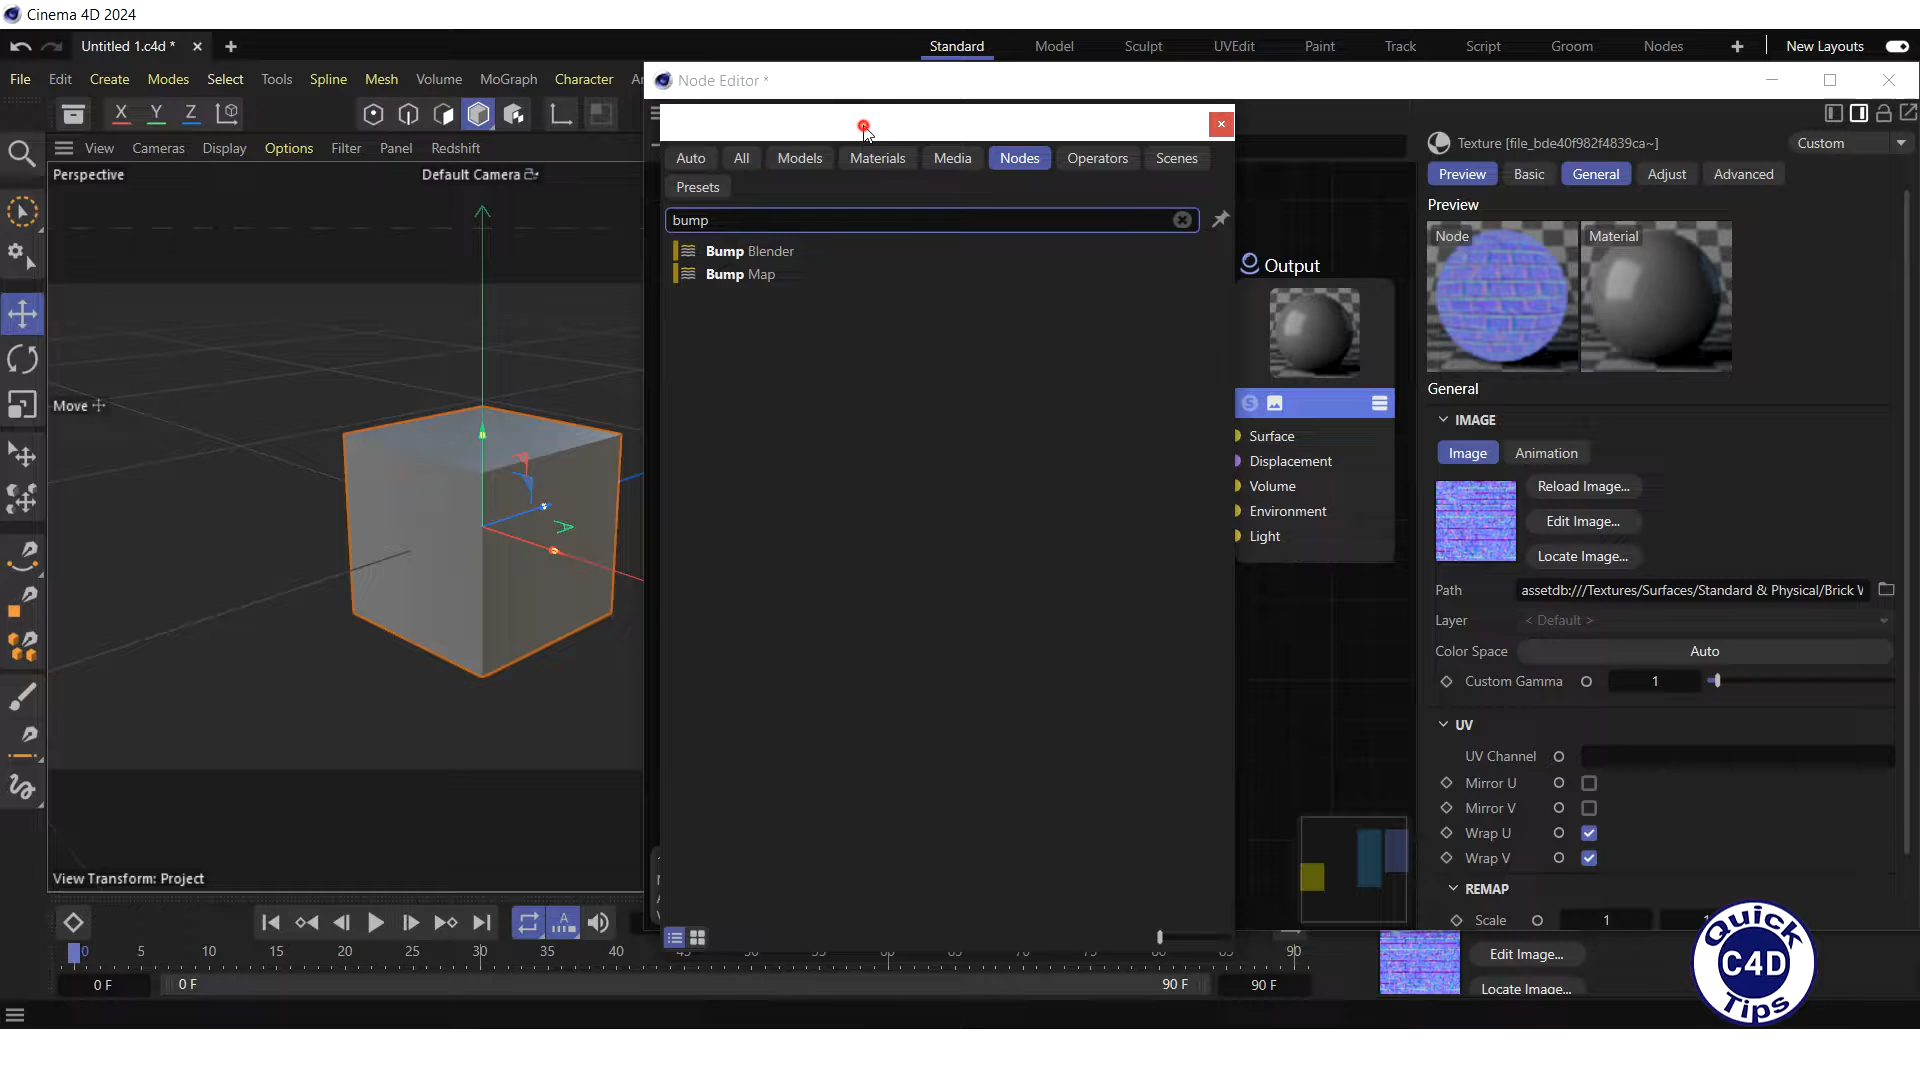 Cinema 4D 2024
Untitled 1.c4d *
Standard
Model
Sculpt
UVEdit
Paint
Track
Script
Groom
Nodes
New Layouts
File
Edit
Create
Modes
Select
Tools
Spline
Mesh
Volume
MoGraph
Character
Node Editor *
X
Y
Z
View
Cameras
Display
Filter
Panel
Redshift
Perspective
Default Camera
Auto
All
Models
Materials
Media
Nodes
Operators
Scenes
Presets
bump
Bump Blender
Bump Map
Move
View Transform: Project
Output
Surface
Displacement
Volume
Environment
Light
Texture [file_bde40f982f4839ca~]
Custom
Preview
Basic
General
Adjust
Advanced
Preview
Node
Material
General
IMAGE
Image
Animation
Reload Image...
Edit Image...
Locate Image...
Path
assetdb:///Textures/Surfaces/Standard & Physical/Brick
Layer
< Default >
Color Space
Auto
Custom Gamma
1
UV
UV Channel
Mirror U
Mirror V
Wrap U
Wrap V
REMAP
Scale
1
0
5
10
15
20
25
30
35
40
90
0 F
0 F
90 F
90 F
Edit Image...
Locate Image...
Quick
C4D
Tips